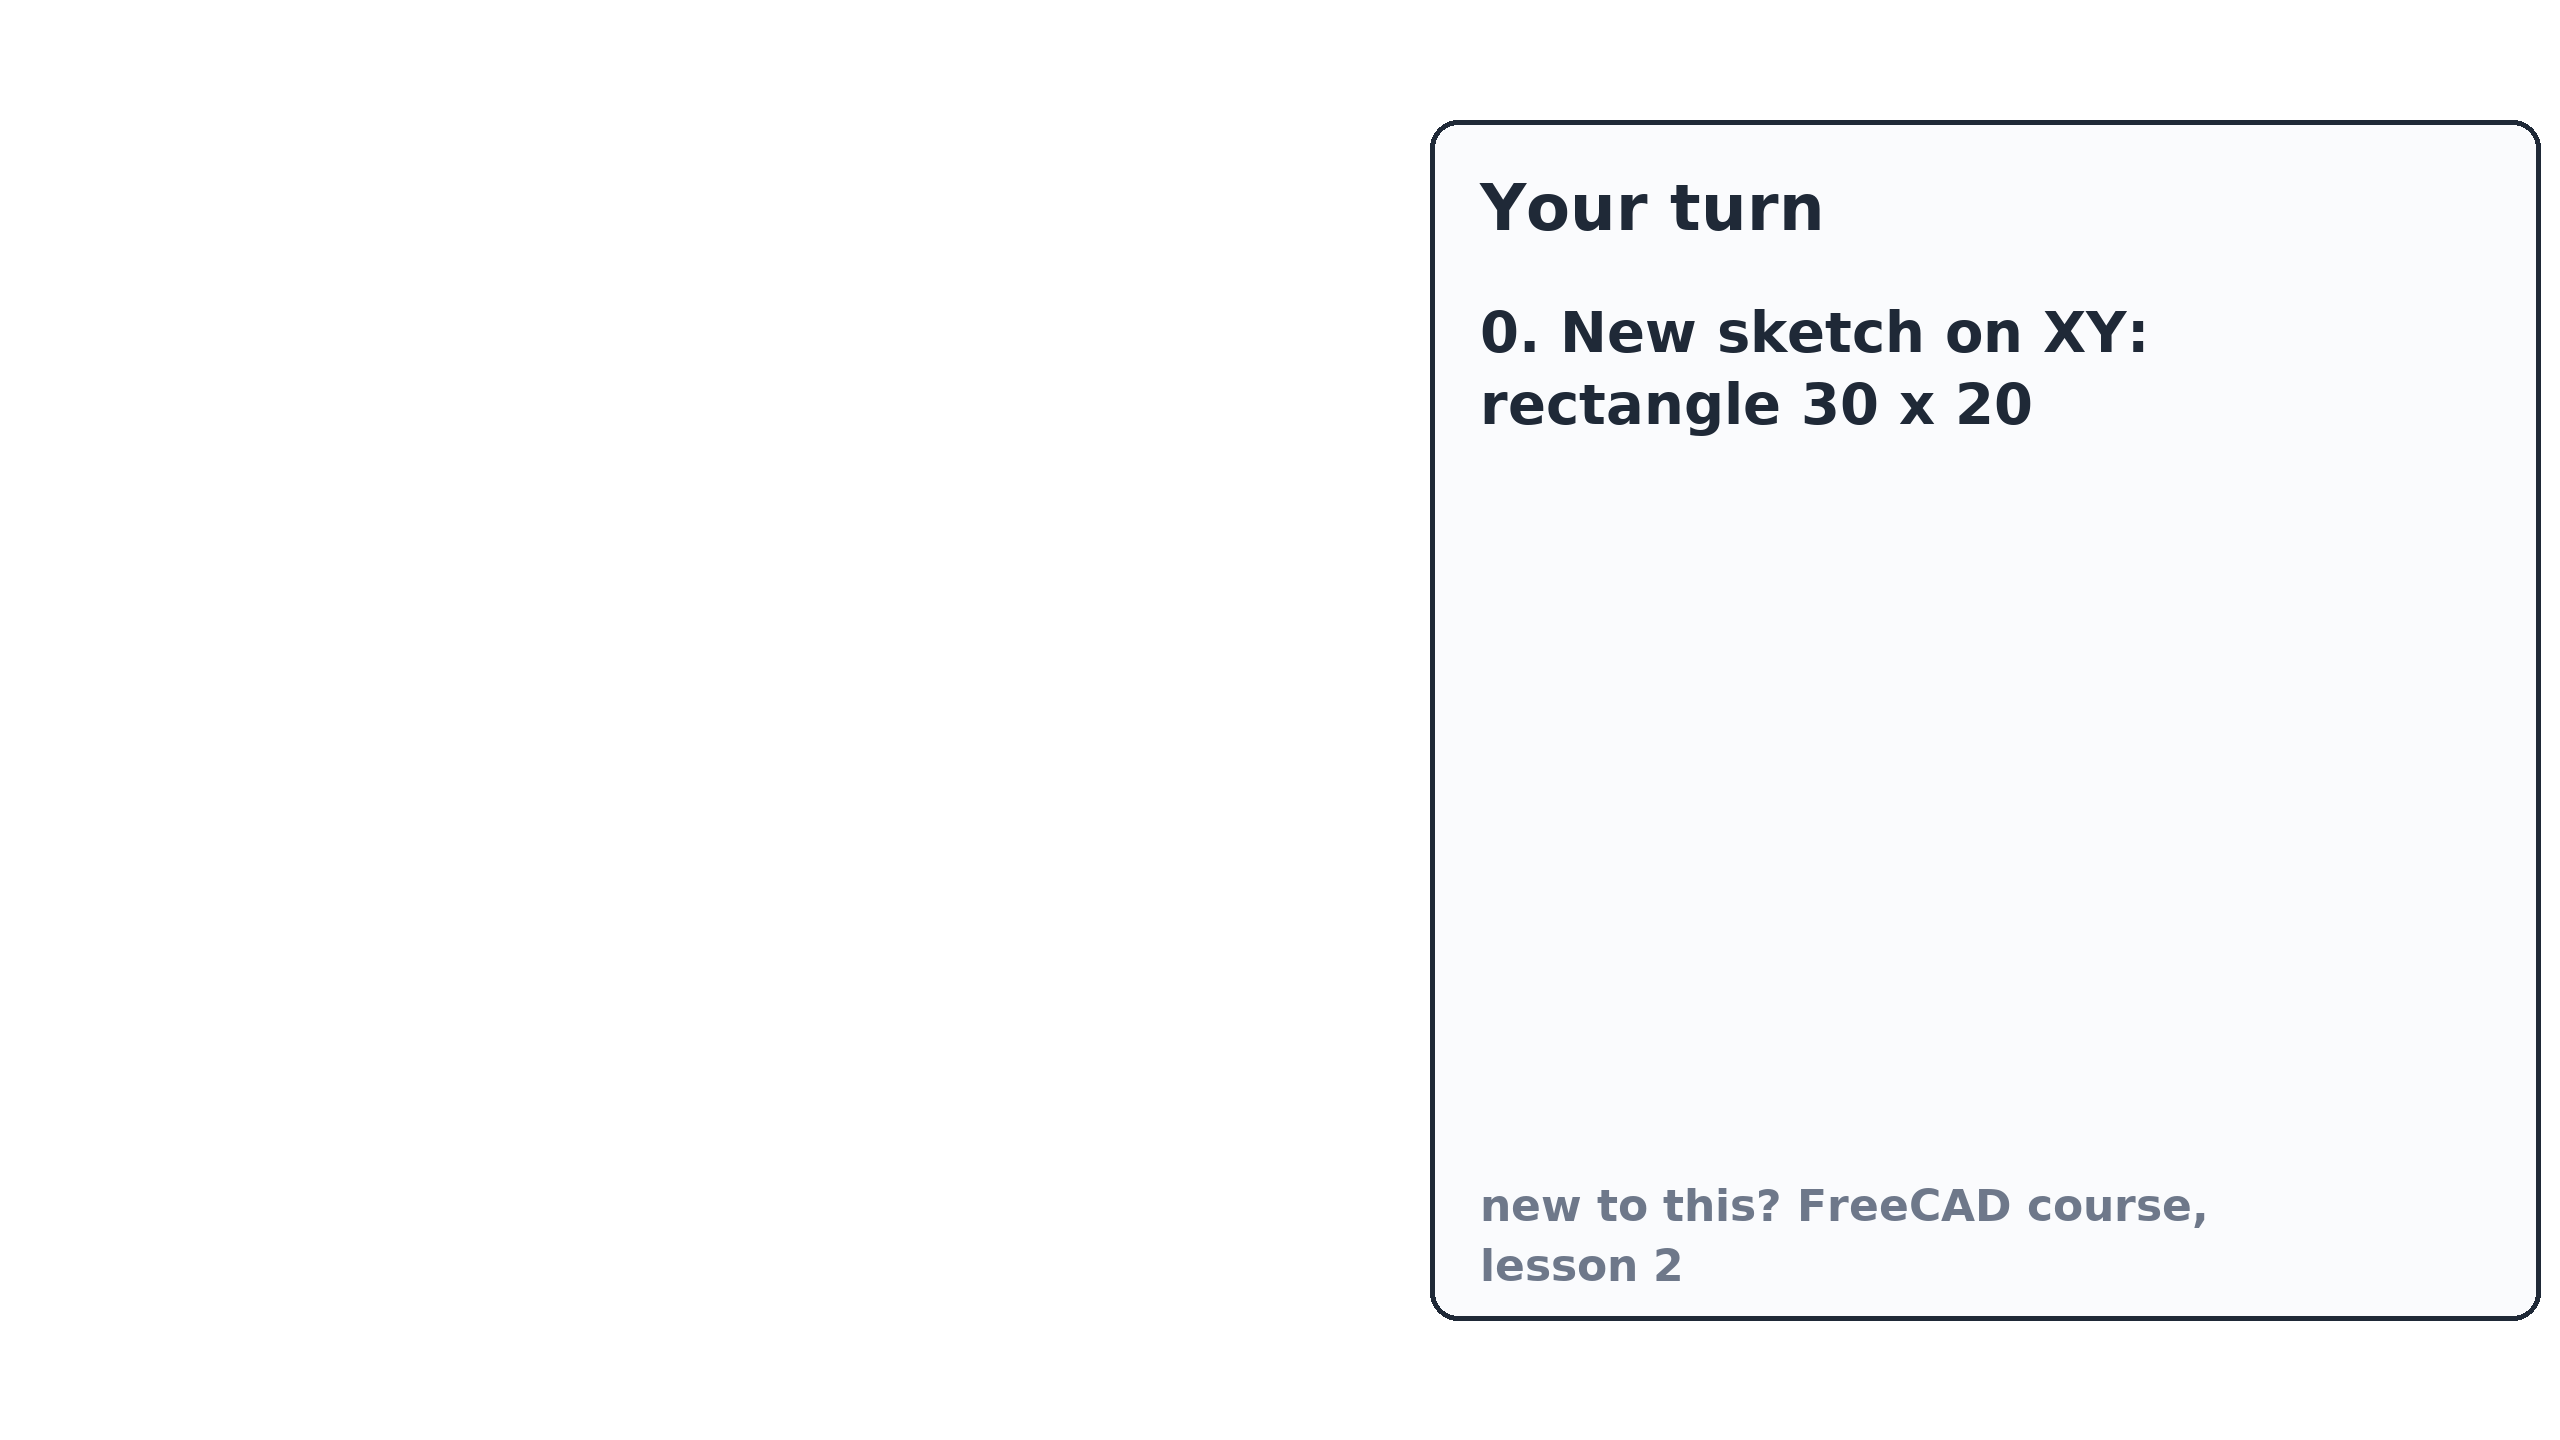 Your turn
0. New sketch on XY:
rectangle 30 x 20
new to this? FreeCAD course,
lesson 2